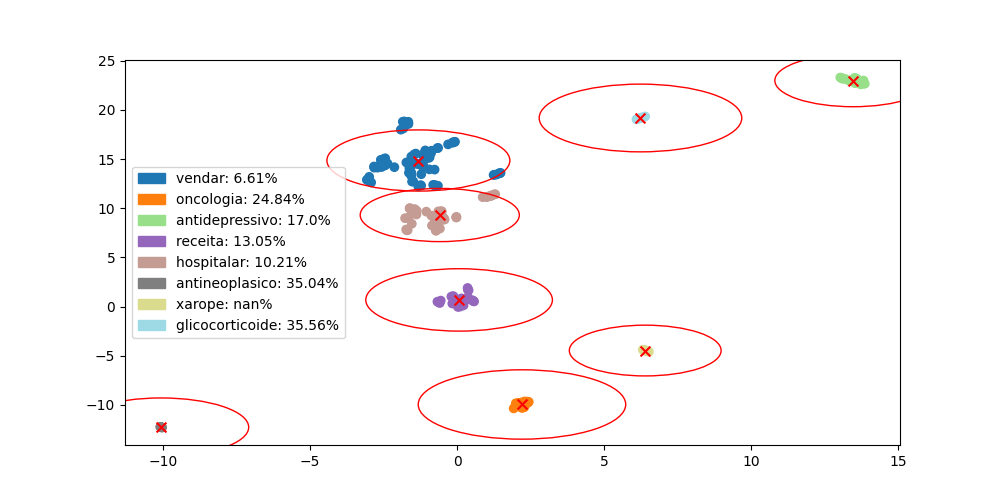 25
20
15
10
5
0
−5
−10
vendar: 6.61%
oncologia: 24.84%
antidepressivo: 17.0%
receita: 13.05%
hospitalar: 10.21%
antineoplasico: 35.04%
xarope: nan%
glicocorticoide: 35.56%
−10
−5
0
5
10
15